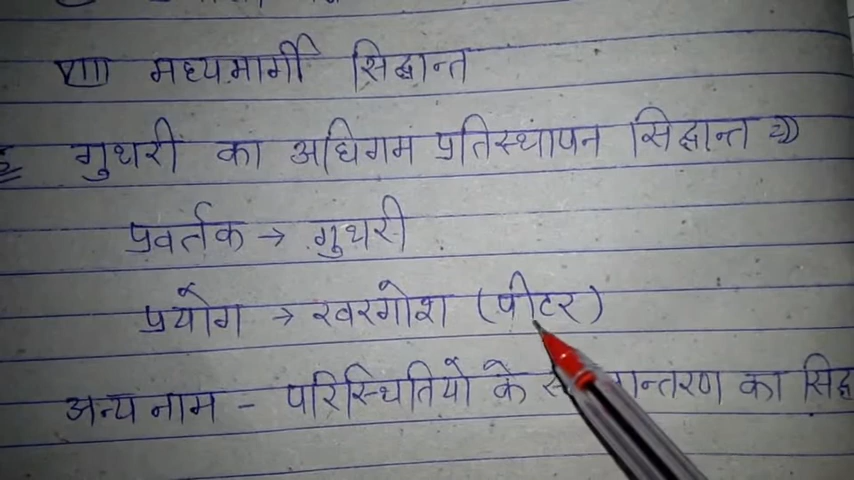 VIII मध्यमार्गी सिद्धान्त
गुथरी का अधिगम प्रतिस्थापन सिद्धान्त ⇒
प्रवर्तक → गुथरी
प्रयोग → खरगोश (पीटर)
अन्य नाम - परिस्थितियों के का